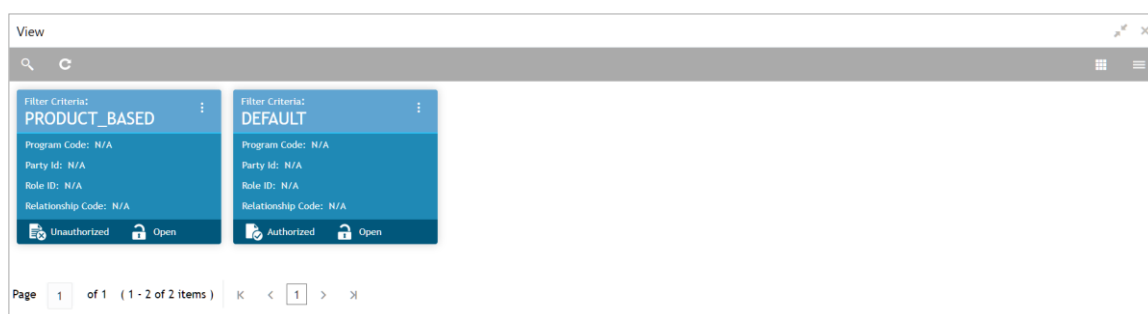 View
Filter Criteria:
PRODUCT_BASED
Program Code: N/A
Party Id: N/A
Role ID: N/A
Relationship Code: N/A
Unauthorized Open
Filter Criteria:
DEFAULT
Program Code: N/A
Party Id: N/A
Role ID: N/A
Relationship Code: N/A
Authorized Open
Page 1 of 1 ( 1 - 2 of 2 items ) 1